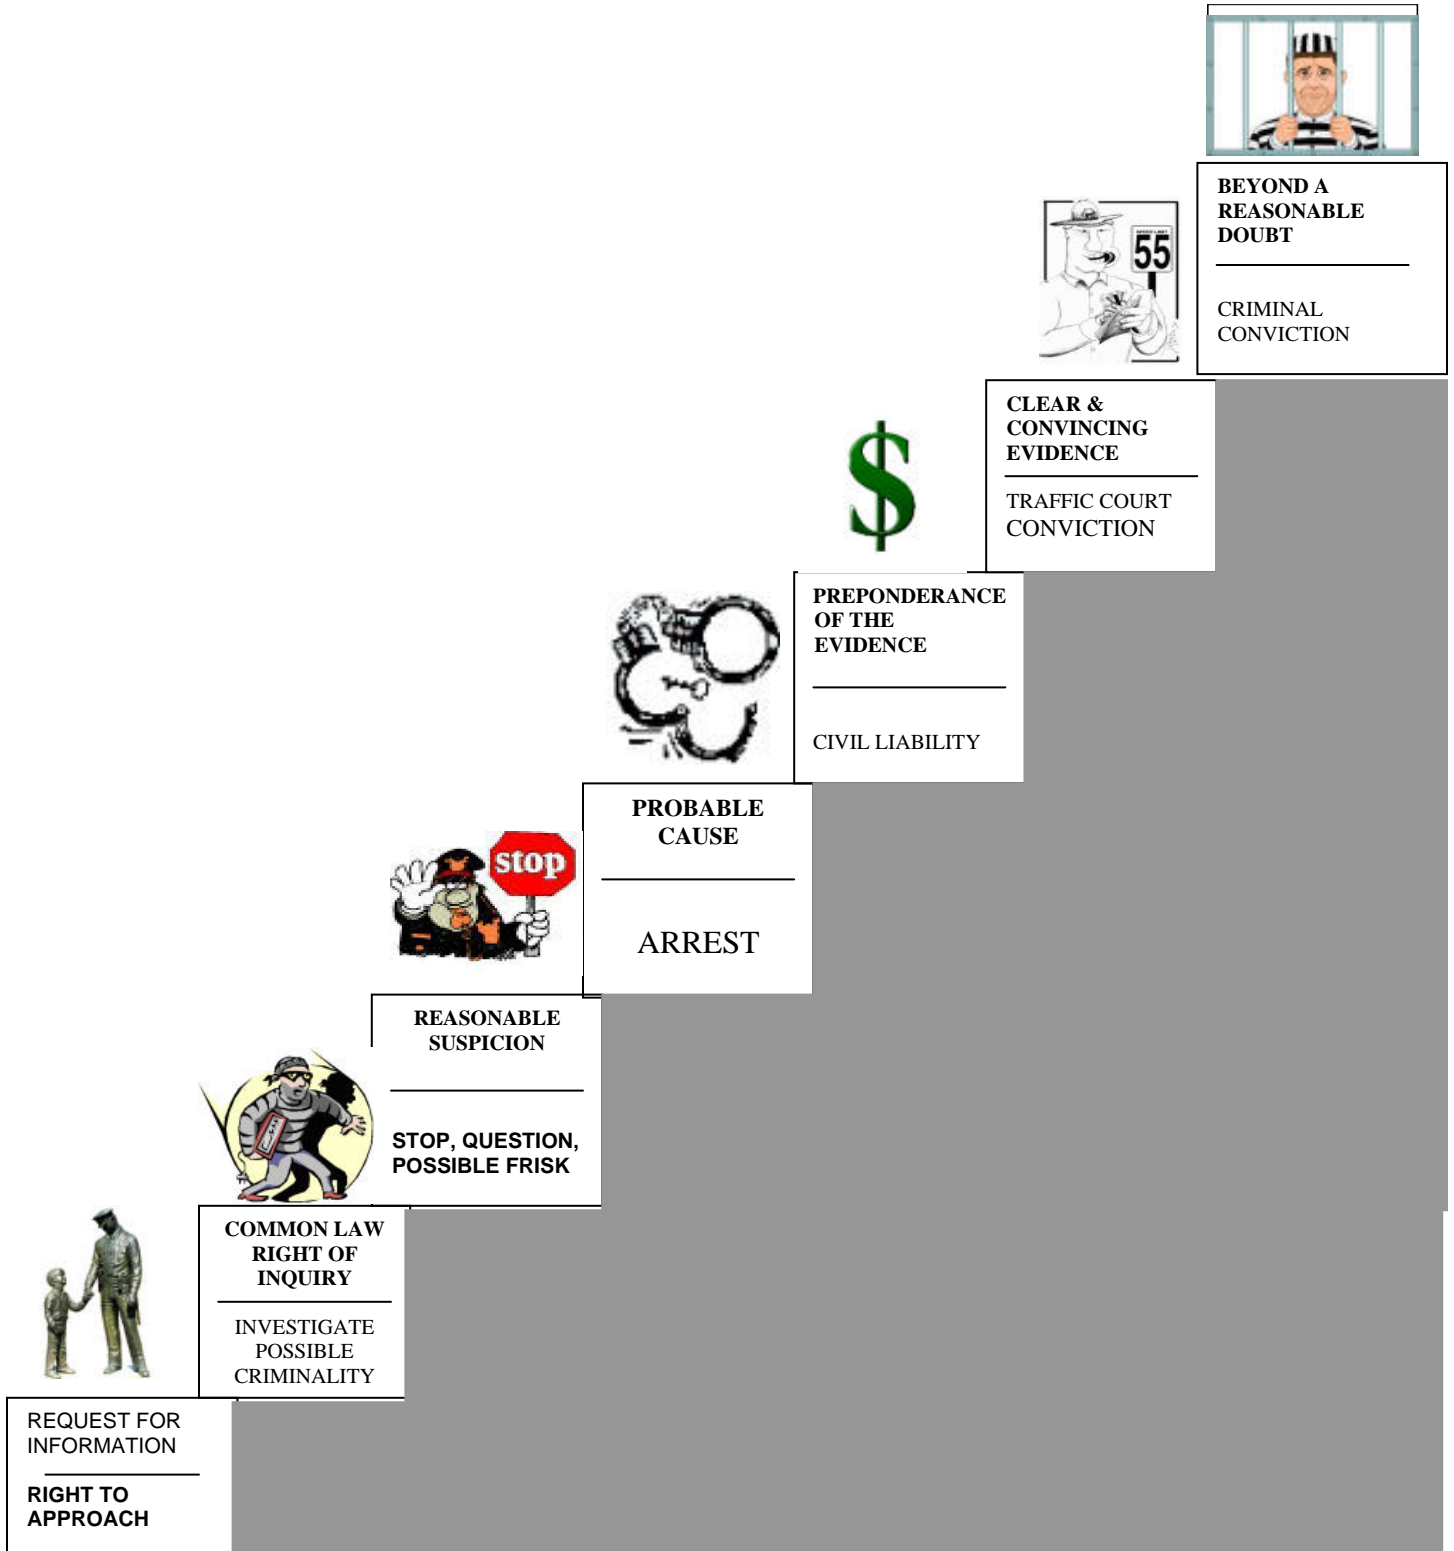 BEYOND A
REASONABLE
DOUBT
CRIMINAL
CONVICTION
SPEED LIMIT
55
CLEAR &
CONVINCING
EVIDENCE
TRAFFIC COURT
CONVICTION
$
PREPONDERANCE
OF THE
EVIDENCE
CIVIL LIABILITY
PROBABLE
CAUSE
ARREST
stop
REASONABLE
SUSPICION
STOP, QUESTION,
POSSIBLE FRISK
COMMON LAW
RIGHT OF
INQUIRY
INVESTIGATE
POSSIBLE
CRIMINALITY
REQUEST FOR
INFORMATION
RIGHT TO
APPROACH